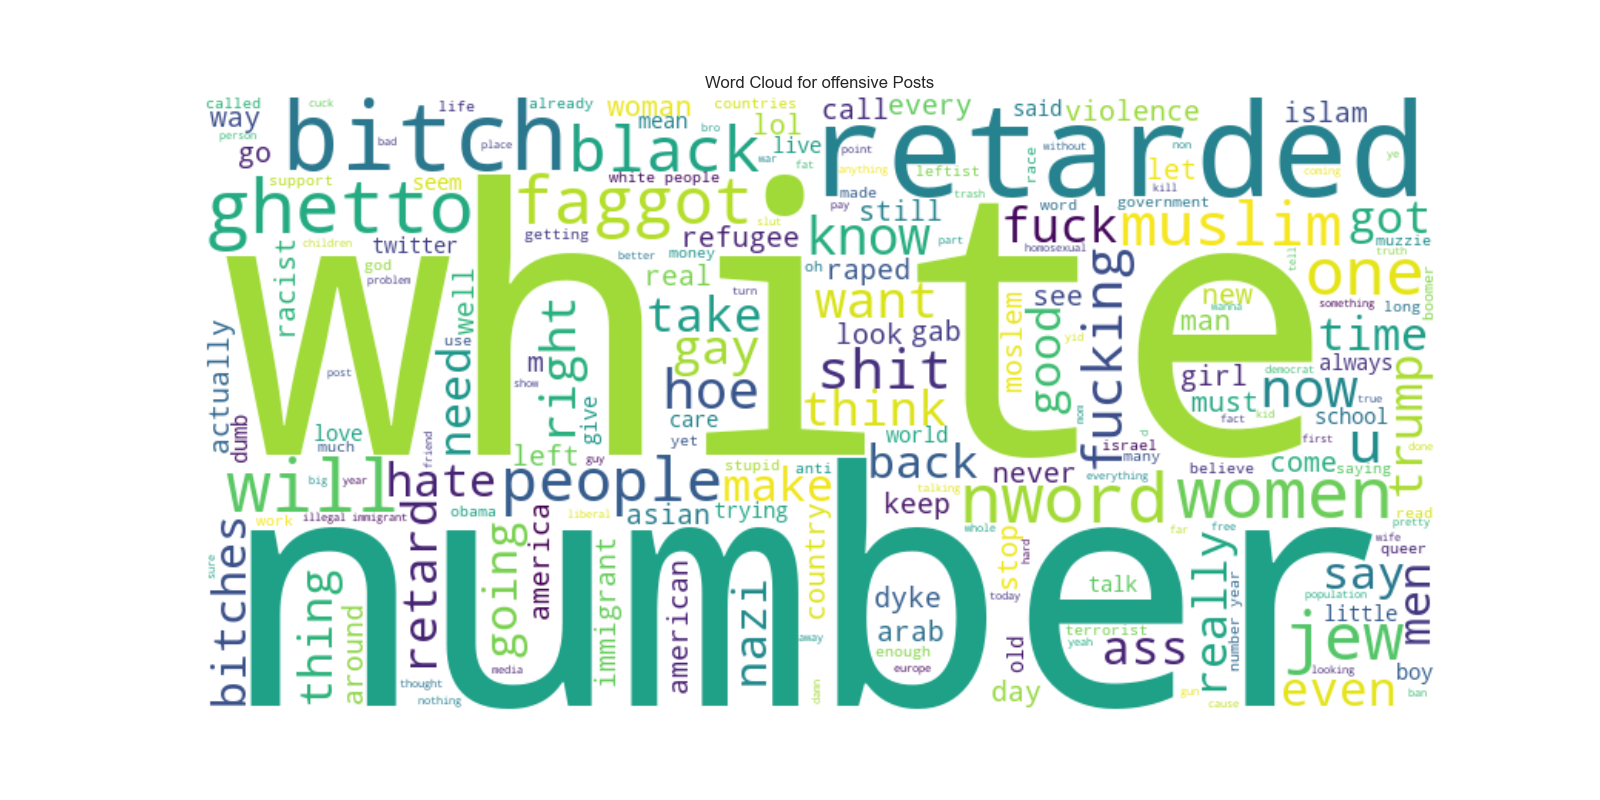 Word Cloud for offensive Posts
called cuck life already woman countries call every said violence islam
way bitch mean bro lol retarded
person bad place black live point without non ye
go war fat anything leftist race let coming
support seem white people made trash kill
ghetto faggot slut pay still word fuck government muslim got
children twitter getting refugee know part homosexual muzzie
racist god better money oh raped tell truth
problem well real want see fucking one boomer
white turn moslem new wanna something long
actually use right take look gab good yid man time
post m gay shit girl democrat always
show hoe think now true trump
dumb love need give care mom must fact kid school
much friend yet world israel d u first done
left guy back many
will hate people stupid anti never believe come saying
big year make talking everything
work illegal immigrant obama liberal asian trying keep nword women read
bitches retard going america country whole stop hard far free pretty
sure number wife queer
thing immigrant american nazi dyke today talk really number year population say men
around away arab old terrorist jew little
media enough yeah ass looking boy
thought europe
nothing damn day gun cause even ban